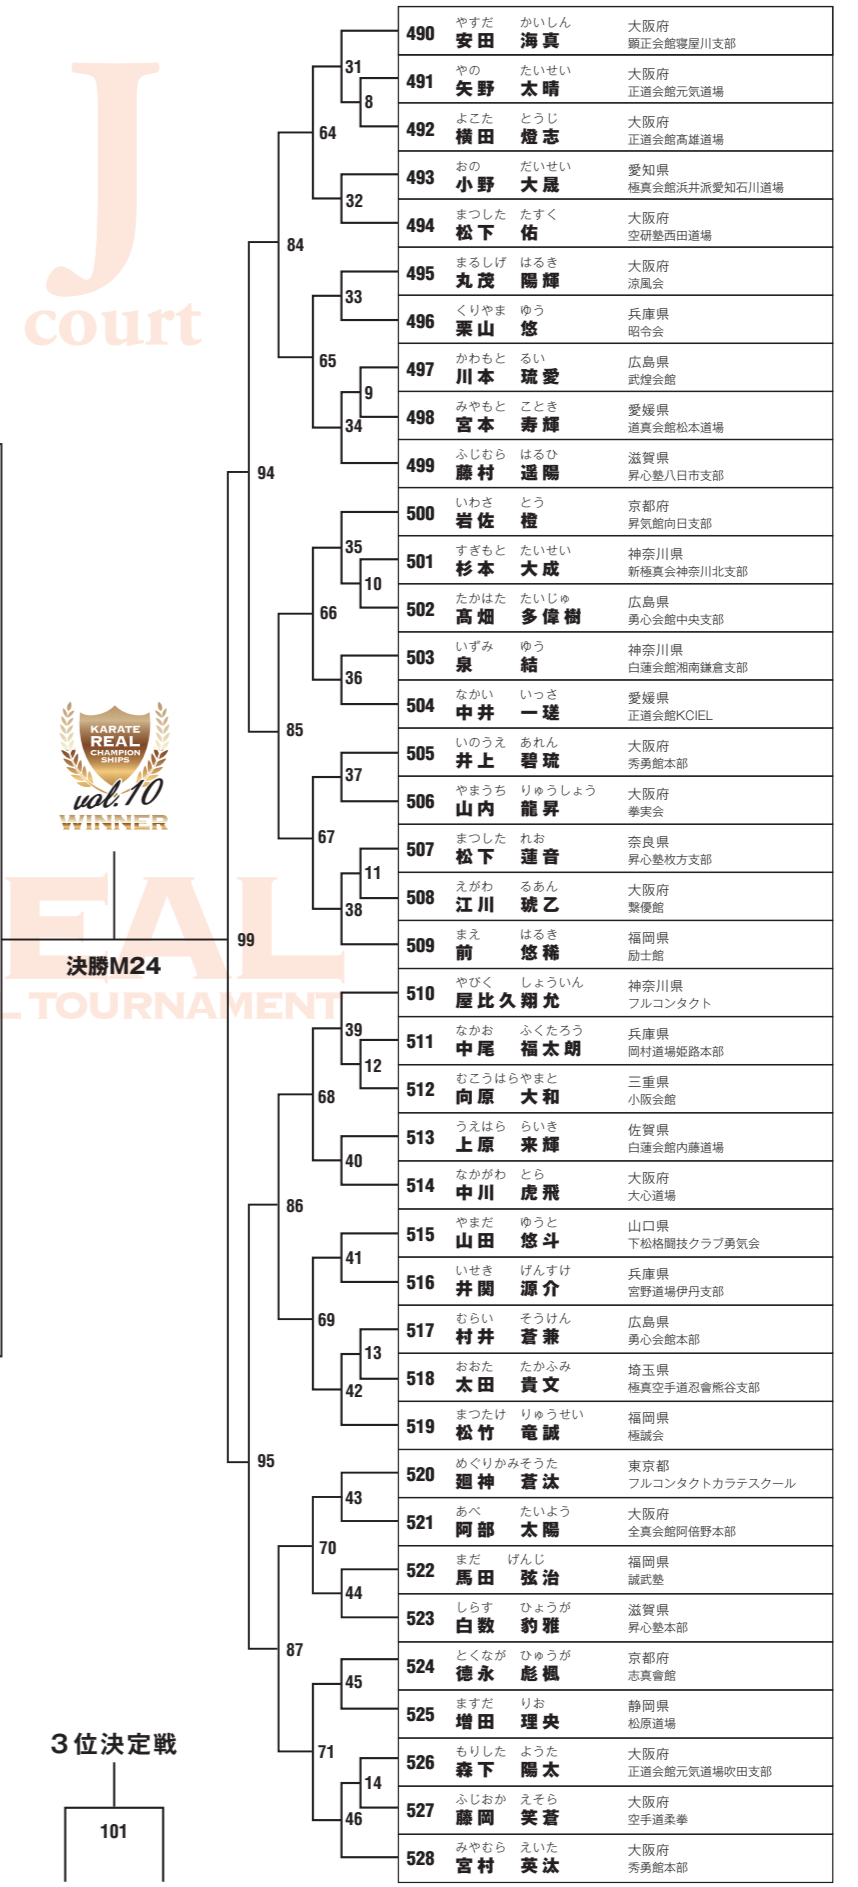 J
court
31
8
64
32
84
33
65
9
34
94
35
10
66
36
85
37
67
11
38
99
39
12
68
40
86
41
69
13
42
95
43
70
44
87
45
71
14
46
KARATE
REAL
CHAMPION
SHIPS
vol.10
WINNER
EAL
L TOURNAMENT
決勝M24
3位決定戦
101
やすだ かいしん 大阪府
490 安田 海真 顕正会館寝屋川支部
やの たいせい 大阪府
491 矢野 太晴 正道会館元気道場
よこた とうじ 大阪府
492 横田 燈志 正道会館髙雄道場
おの だいせい 愛知県
493 小野 大晟 極真会館浜井派愛知石川道場
まつした たすく 大阪府
494 松下 佑 空研塾西田道場
まるしげ はるき 大阪府
495 丸茂 陽輝 涼風会
くりやま ゆう 兵庫県
496 栗山 悠 昭令会
かわもと るい 広島県
497 川本 琉愛 武煌会館
みやもと ことき 愛媛県
498 宮本 寿輝 道真会館松本道場
ふじむら はるひ 滋賀県
499 藤村 遥陽 昇心塾八日市支部
いわさ とう 京都府
500 岩佐 橙 昇気館向日支部
すぎもと たいせい 神奈川県
501 杉本 大成 新極真会神奈川北支部
たかはた たいじゅ 広島県
502 髙畑 多偉樹 勇心会館中央支部
いずみ ゆう 神奈川県
503 泉 結 白蓮会館湘南鎌倉支部
なかい いっさ 愛媛県
504 中井 一瑳 正道会館KCIEL
いのうえ あれん 大阪府
505 井上 碧琉 秀勇館本部
やまうち りゅうしょう 大阪府
506 山内 龍昇 拳実会
まつした れお 奈良県
507 松下 蓮音 昇心塾枚方支部
えがわ るあん 大阪府
508 江川 琥乙 繋優館
まえ はるき 福岡県
509 前 悠稀 励士館
やびく しょういん 神奈川県
510 屋比久翔允 フルコンタクト
なかお ふくたろう 兵庫県
511 中尾 福太朗 岡村道場姫路本部
むこうはらやまと 三重県
512 向原 大和 小阪会館
うえはら らいき 佐賀県
513 上原 来輝 白蓮会館内藤道場
なかがわ とら 大阪府
514 中川 虎飛 大心道場
やまだ ゆうと 山口県
515 山田 悠斗 下松格闘技クラブ勇気会
いせき げんすけ 兵庫県
516 井関 源介 宮野道場伊丹支部
むらい そうけん 広島県
517 村井 蒼兼 勇心会館本部
おおた たかふみ 埼玉県
518 太田 貴文 極真空手道忍會熊谷支部
まつたけ りゅうせい 福岡県
519 松竹 竜誠 極誠会
めぐりかみそうた 東京都
520 廻神 蒼汰 フルコンタクトカラテスクール
あべ たいよう 大阪府
521 阿部 太陽 全真会館阿倍野本部
まだ げんじ 福岡県
522 馬田 弦治 誠武塾
しらす ひょうが 滋賀県
523 白数 豹雅 昇心塾本部
とくなが ひゅうが 京都府
524 德永 彪楓 志真會館
ますだ りお 静岡県
525 増田 理央 松原道場
もりした ようた 大阪府
526 森下 陽太 正道会館元気道場吹田支部
ふじおか えそら 大阪府
527 藤岡 笑蒼 空手道柔拳
みやむら えいた 大阪府
528 宮村 英汰 秀勇館本部